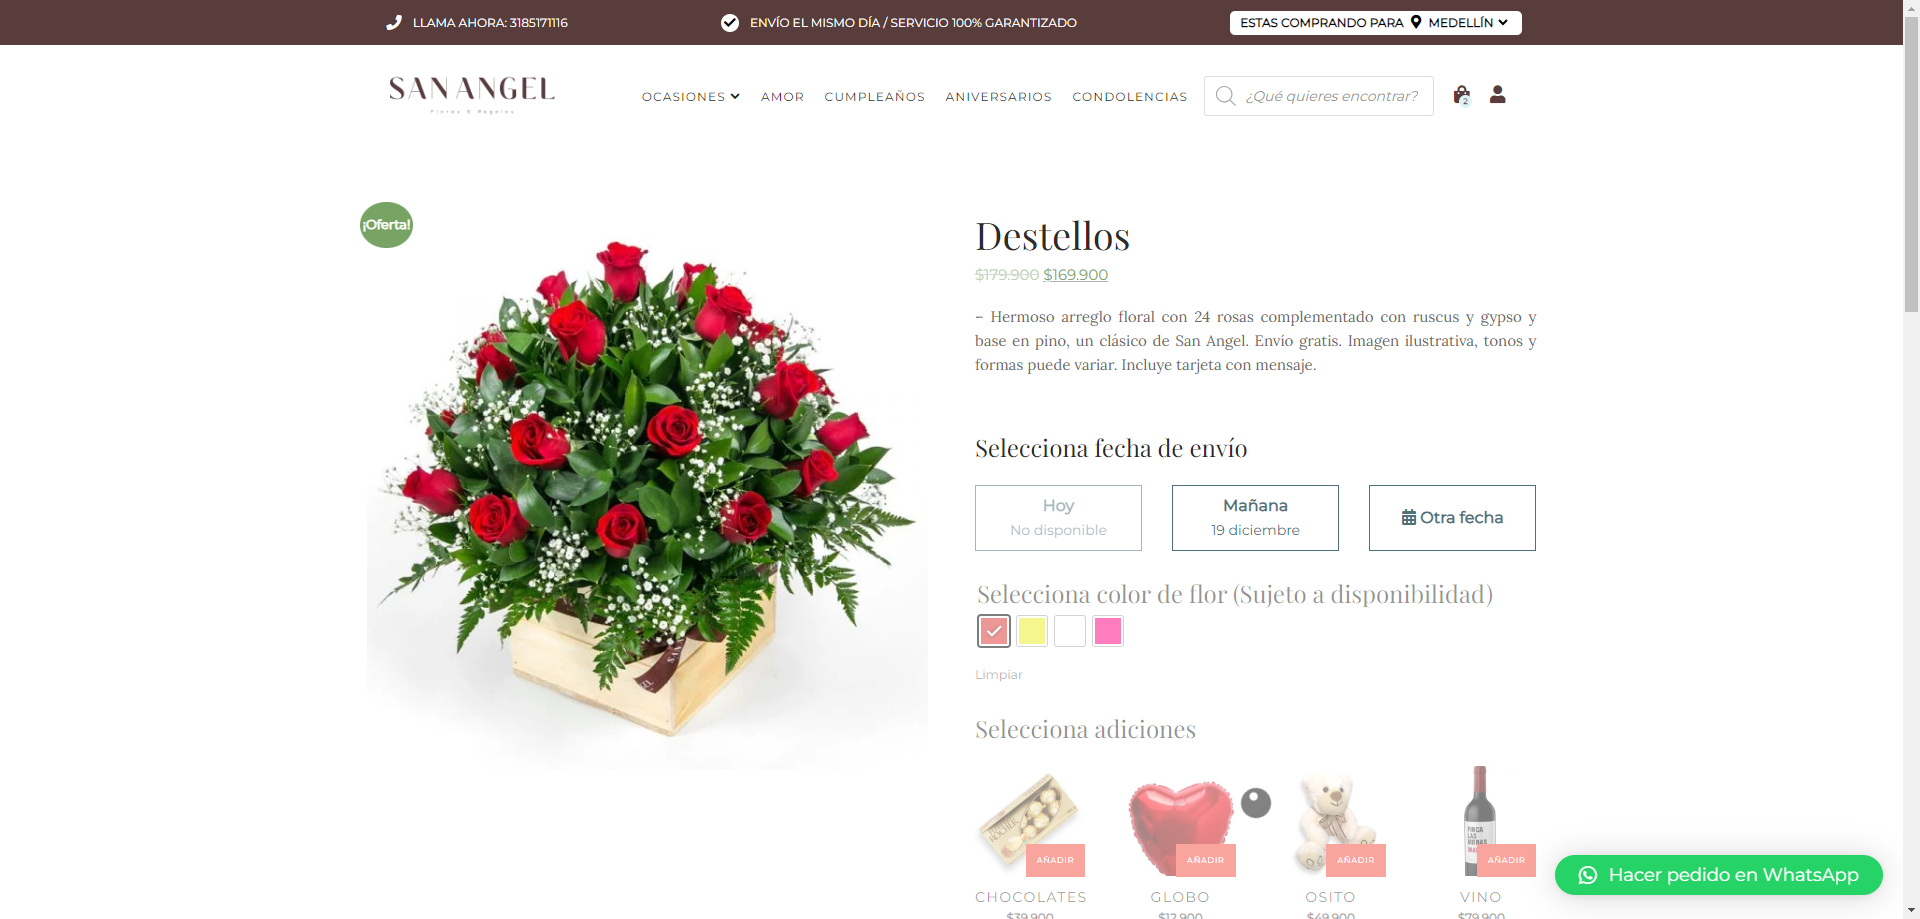 LLAMA AHORA: 3185171116
ENVÍO EL MISMO DÍA / SERVICIO 100% GARANTIZADO
ESTAS COMPRANDO PARA MEDELLÍN
SAN ANGEL
Flores & Regalos
OCASIONES AMOR CUMPLEAÑOS ANIVERSARIOS CONDOLENCIAS
¿Qué quieres encontrar?
2
¡Oferta!
Destellos
$179.900 $169.900
– Hermoso arreglo floral con 24 rosas complementado con ruscus y gypso y
base en pino, un clásico de San Angel. Envío gratis. Imagen ilustrativa, tonos y
formas puede variar. Incluye tarjeta con mensaje.
Selecciona fecha de envío
Hoy
No disponible
Mañana
19 diciembre
Otra fecha
Selecciona color de flor (Sujeto a disponibilidad)
Limpiar
Selecciona adiciones
AÑADIR AÑADIR AÑADIR AÑADIR
CHOCOLATES GLOBO OSITO VINO
$39.900 $12.900 $49.900 $79.900
Hacer pedido en WhatsApp